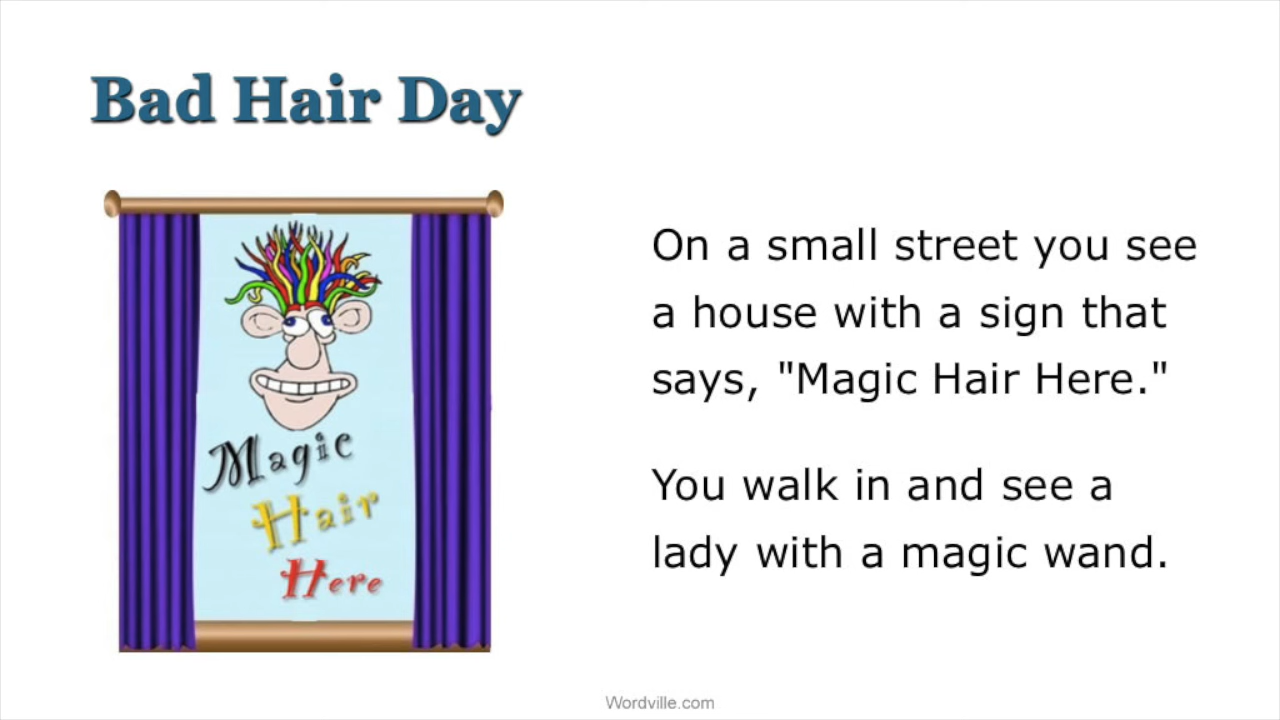 Bad Hair Day
Magic
Hair
Here
On a small street you see
a house with a sign that
says, "Magic Hair Here."
You walk in and see a
lady with a magic wand.
Wordville.com